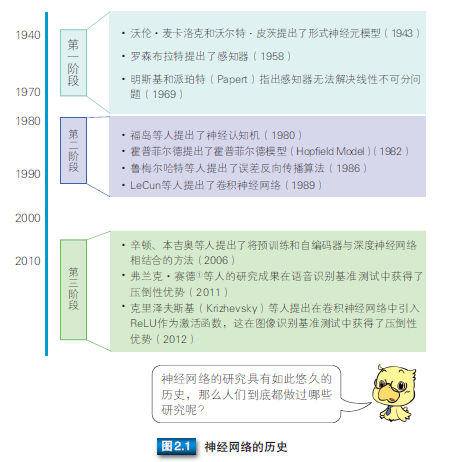 1940
1970
1980
1990
2000
2010
第一阶段
• 沃伦·麦卡洛克和沃尔特·皮茨提出了形式神经元模型（1943）
• 罗森布拉特提出了感知器（1958）
• 明斯基和派珀特（Papert）指出感知器无法解决线性不可分问
题（1969）
第二阶段
• 福岛等人提出了神经认知机（1980）
• 霍普菲尔德提出了霍普菲尔德模型（Hopfield Model）（1982）
• 鲁梅尔哈特等人提出了误差反向传播算法（1986）
• LeCun等人提出了卷积神经网络（1989）
第三阶段
• 辛顿、本吉奥等人提出了将预训练和自编码器与深度神经网络
相结合的方法（2006）
• 弗兰克·赛德①等人的研究成果在语音识别基准测试中获得了
压倒性优势（2011）
• 克里泽夫斯基（Krizhevsky）等人提出在卷积神经网络中引入
ReLU作为激活函数，这在图像识别基准测试中获得了压倒性
优势（2012）
神经网络的研究具有如此悠久的
历史，那么人们到底都做过哪些
研究呢？
图2.1 神经网络的历史